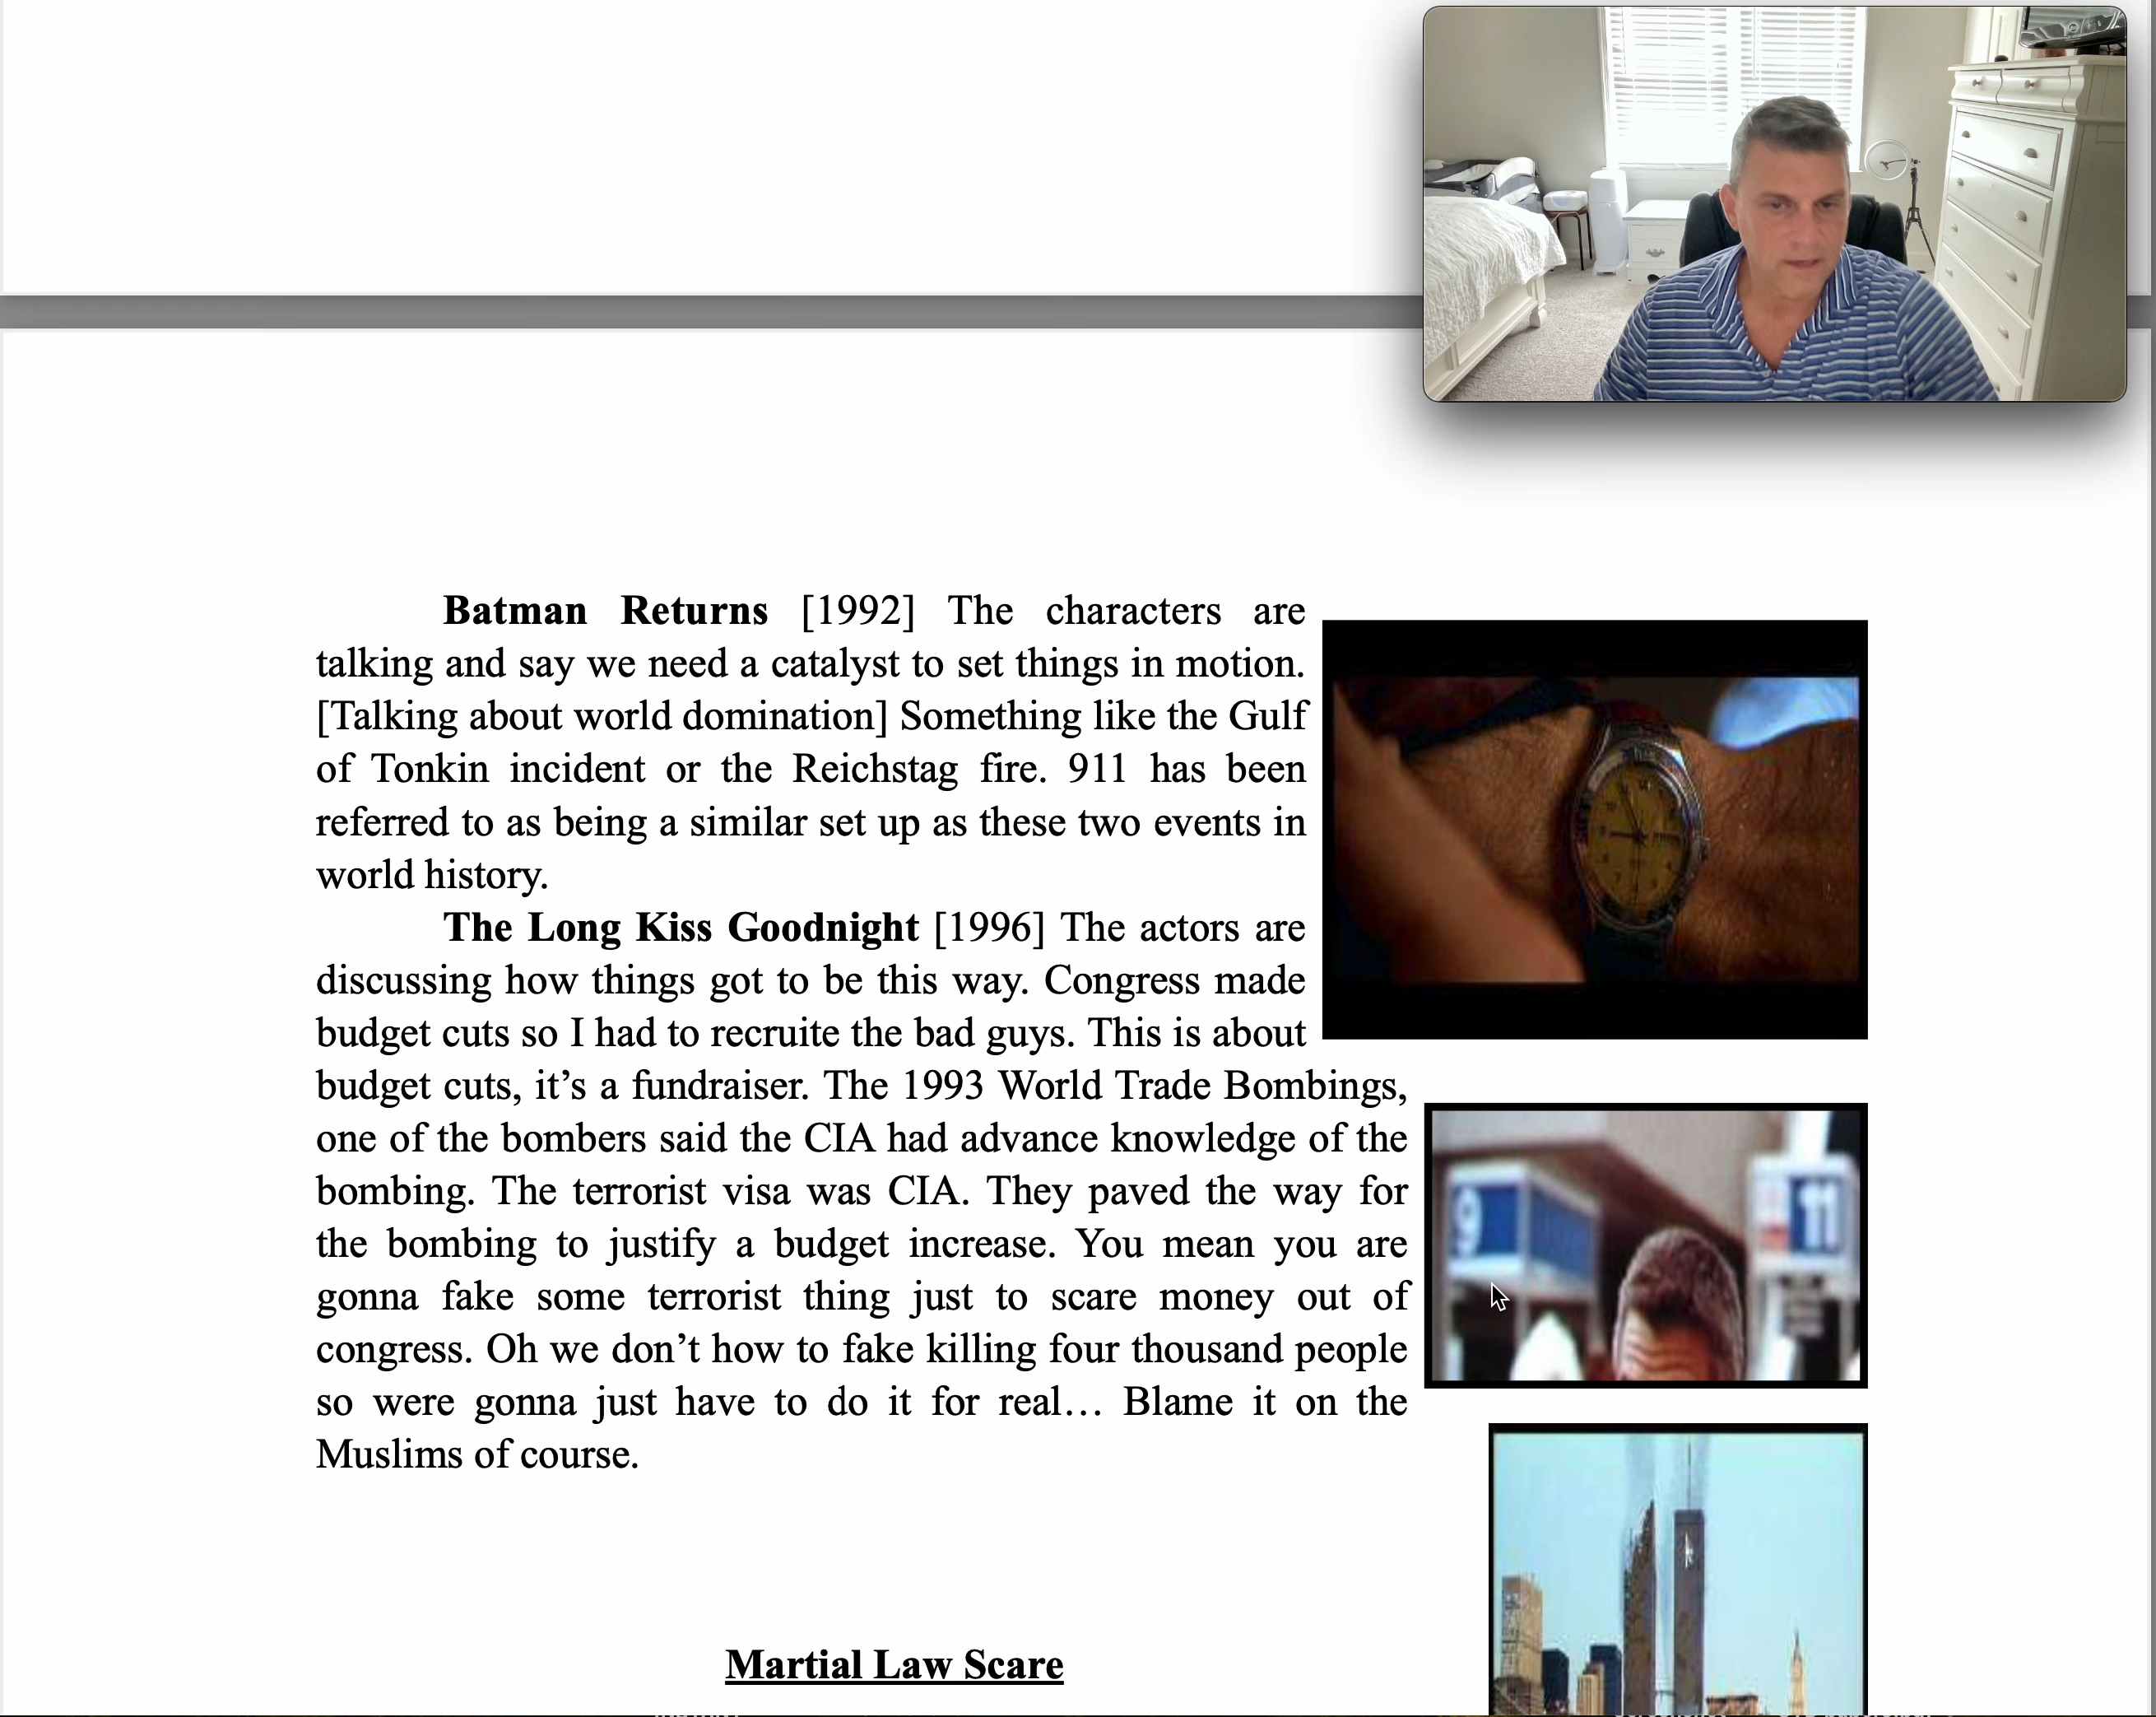 Batman Returns [1992] The characters are
talking and say we need a catalyst to set things in motion.
[Talking about world domination] Something like the Gulf
of Tonkin incident or the Reichstag fire. 911 has been
referred to as being a similar set up as these two events in
world history.
The Long Kiss Goodnight [1996] The actors are
discussing how things got to be this way. Congress made
budget cuts so I had to recruite the bad guys. This is about
budget cuts, it’s a fundraiser. The 1993 World Trade Bombings,
one of the bombers said the CIA had advance knowledge of the
bombing. The terrorist visa was CIA. They paved the way for
the bombing to justify a budget increase. You mean you are
gonna fake some terrorist thing just to scare money out of
congress. Oh we don’t how to fake killing four thousand people
so were gonna just have to do it for real… Blame it on the
Muslims of course.
9
11
Martial Law Scare